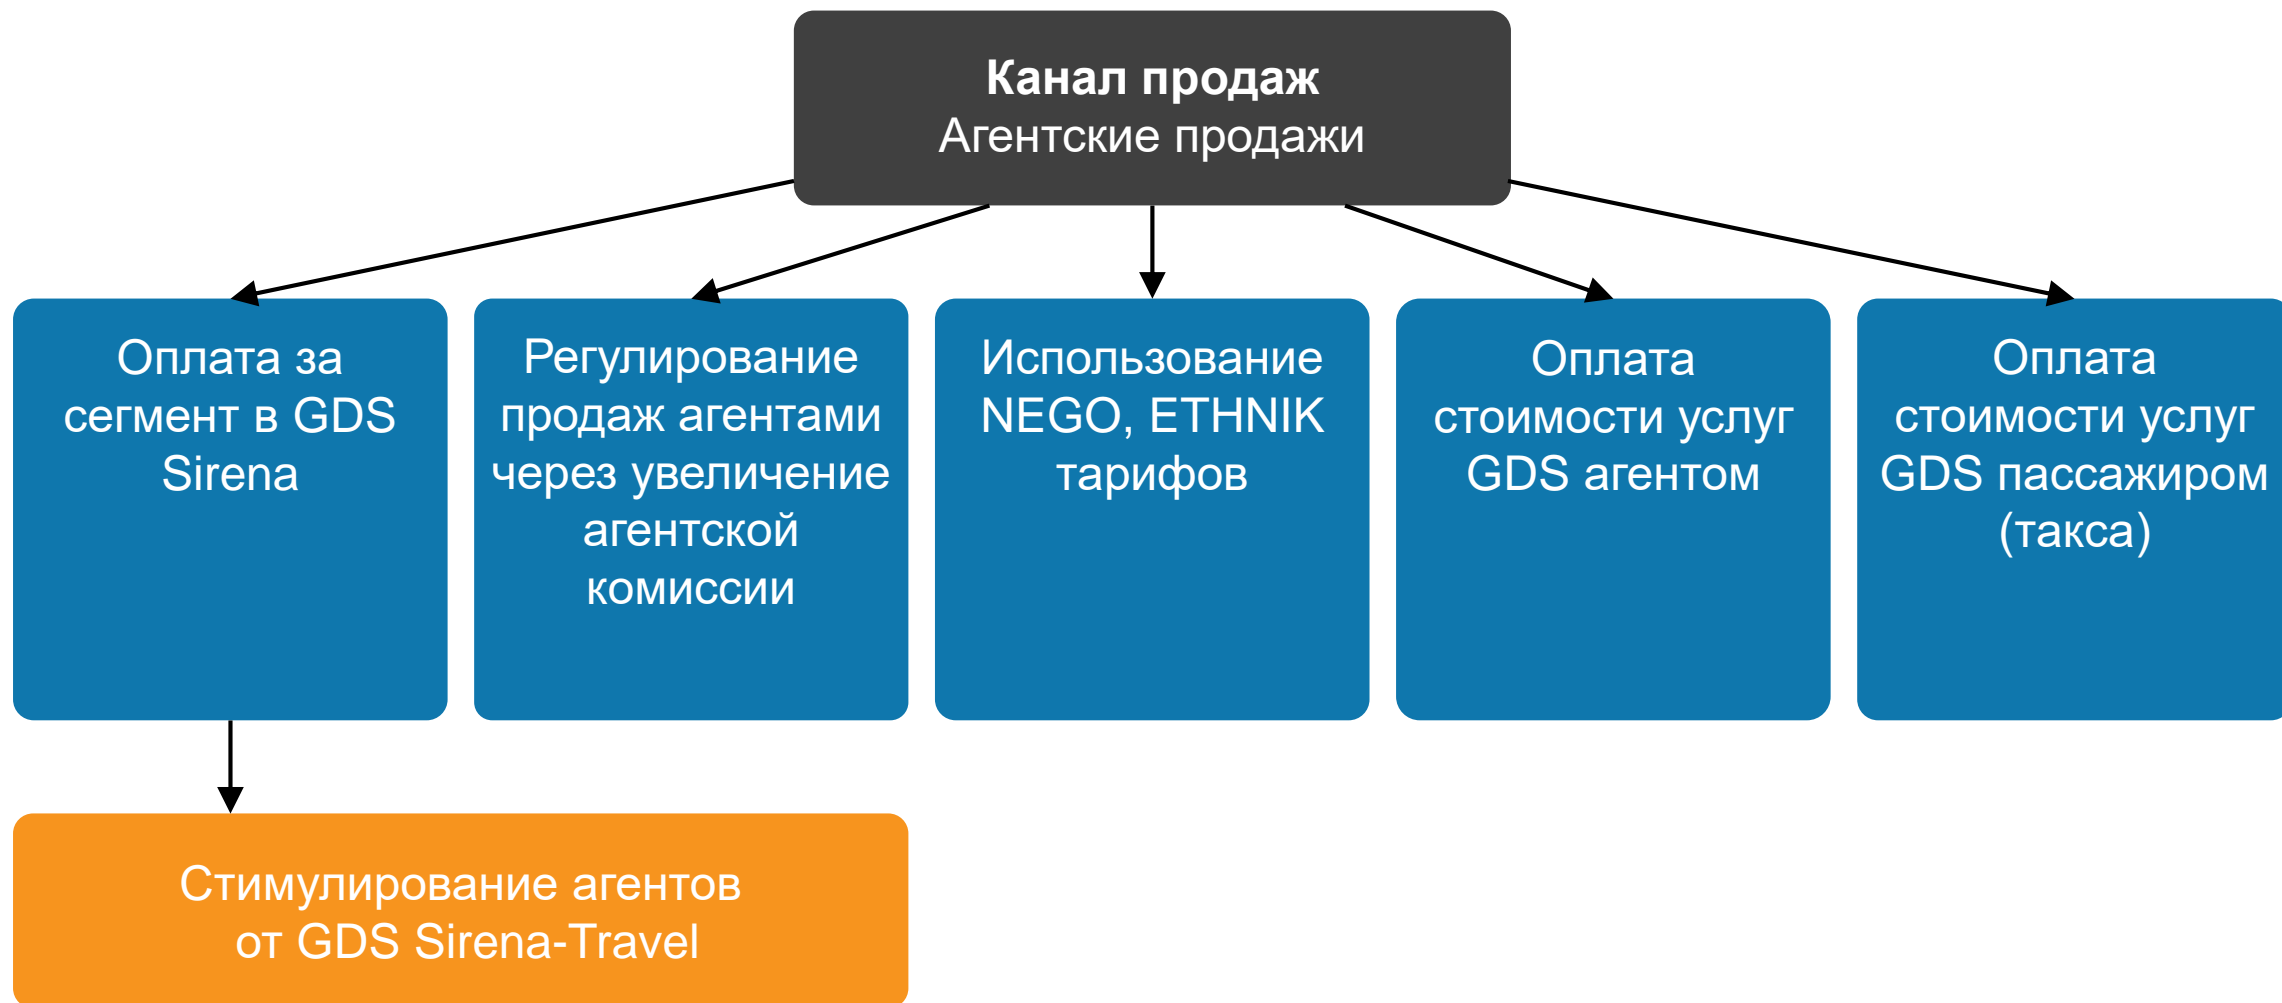 Канал продаж
Агентские продажи
Оплата за
сегмент в GDS
Sirena
Регулирование
продаж агентами
через увеличение
агентской
комиссии
Использование
NEGO, ETHNIK
тарифов
Оплата
стоимости услуг
GDS агентом
Оплата
стоимости услуг
GDS пассажиром
(такса)
Стимулирование агентов
от GDS Sirena-Travel